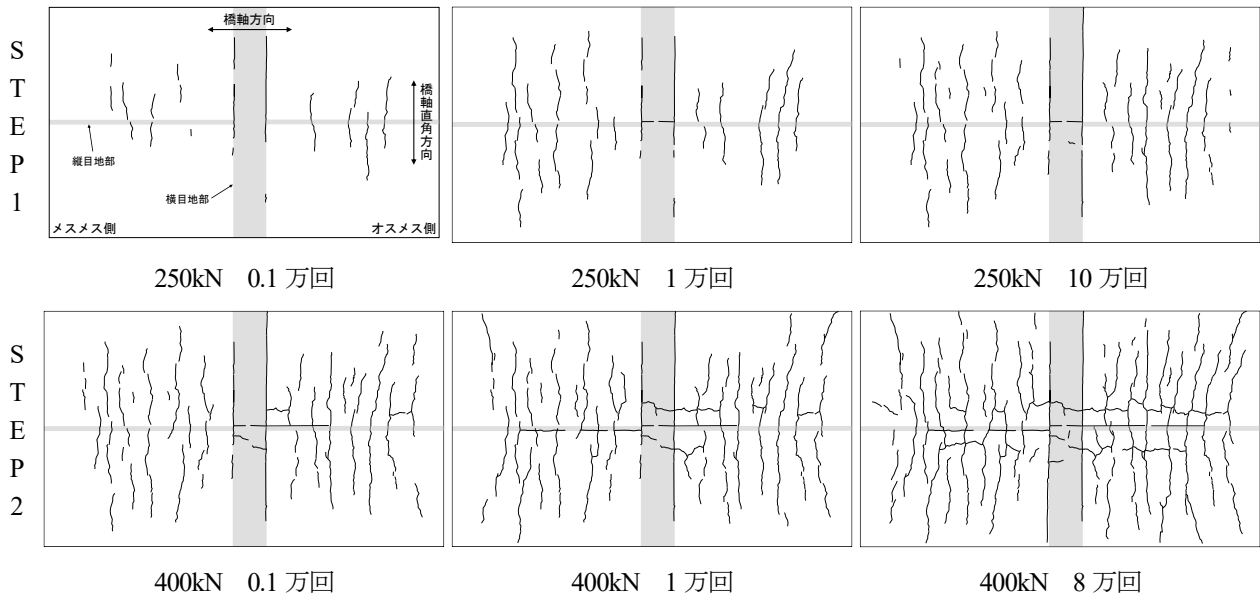 STEP1
橋軸方向
橋軸直角方向
縦目地部
横目地部
メスメス側
オスメス側
250kN 0.1 万回
250kN 1 万回
250kN 10 万回
STEP2
400kN 0.1 万回
400kN 1 万回
400kN 8 万回